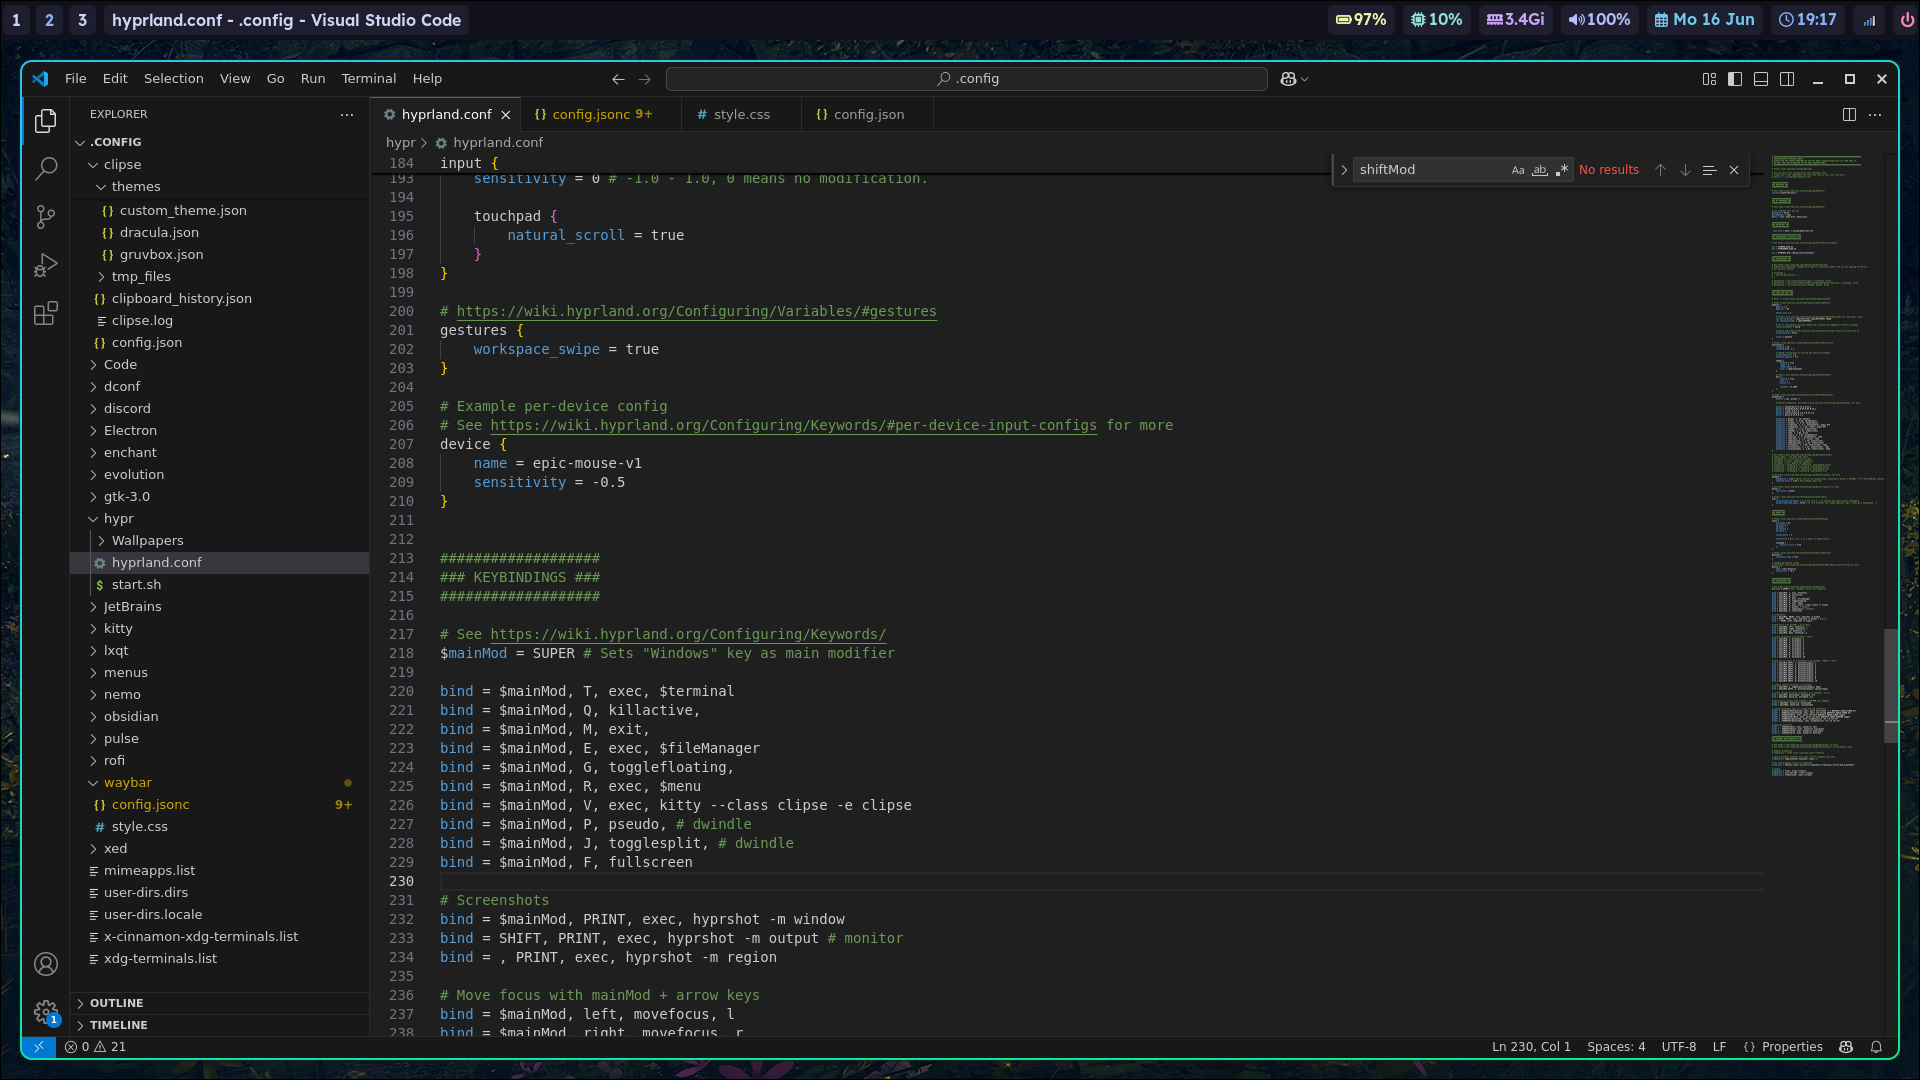 1 2 3 hyprland.conf - .config - Visual Studio Code 97% 10% 3.4Gi 100% Mo 16 Jun 19:17
File Edit Selection View Go Run Terminal Help .config
EXPLORER
.CONFIG
clipse
themes
custom_theme.json
dracula.json
gruvbox.json
tmp_files
clipboard_history.json
clipse.log
config.json
Code
dconf
discord
Electron
enchant
evolution
gtk-3.0
hypr
Wallpapers
hyprland.conf
start.sh
JetBrains
kitty
lxqt
menus
nemo
obsidian
pulse
rofi
waybar
config.jsonc 9+
style.css
xed
mimeapps.list
user-dirs.dirs
user-dirs.locale
x-cinnamon-xdg-terminals.list
xdg-terminals.list
OUTLINE
TIMELINE
hyprland.conf config.jsonc 9+ style.css config.json
hypr > hyprland.conf
shiftMod Aa ab No results
184 input {
193 sensitivity = 0 # -1.0 - 1.0, 0 means no modification.
194
195 touchpad {
196 natural_scroll = true
197 }
198 }
199
200 # https://wiki.hyprland.org/Configuring/Variables/#gestures
201 gestures {
202 workspace_swipe = true
203 }
204
205 # Example per-device config
206 # See https://wiki.hyprland.org/Configuring/Keywords/#per-device-input-configs for more
207 device {
208 name = epic-mouse-v1
209 sensitivity = -0.5
210 }
211
212
213 ###################
214 ### KEYBINDINGS ###
215 ###################
216
217 # See https://wiki.hyprland.org/Configuring/Keywords/
218 $mainMod = SUPER # Sets "Windows" key as main modifier
219
220 bind = $mainMod, T, exec, $terminal
221 bind = $mainMod, Q, killactive,
222 bind = $mainMod, M, exit,
223 bind = $mainMod, E, exec, $fileManager
224 bind = $mainMod, G, togglefloating,
225 bind = $mainMod, R, exec, $menu
226 bind = $mainMod, V, exec, kitty --class clipse -e clipse
227 bind = $mainMod, P, pseudo, # dwindle
228 bind = $mainMod, J, togglesplit, # dwindle
229 bind = $mainMod, F, fullscreen
230
231 # Screenshots
232 bind = $mainMod, PRINT, exec, hyprshot -m window
233 bind = SHIFT, PRINT, exec, hyprshot -m output # monitor
234 bind = , PRINT, exec, hyprshot -m region
235
236 # Move focus with mainMod + arrow keys
237 bind = $mainMod, left, movefocus, l
238 bind = $mainMod, right, movefocus, r
1
0 21 Ln 230, Col 1 Spaces: 4 UTF-8 LF {} Properties